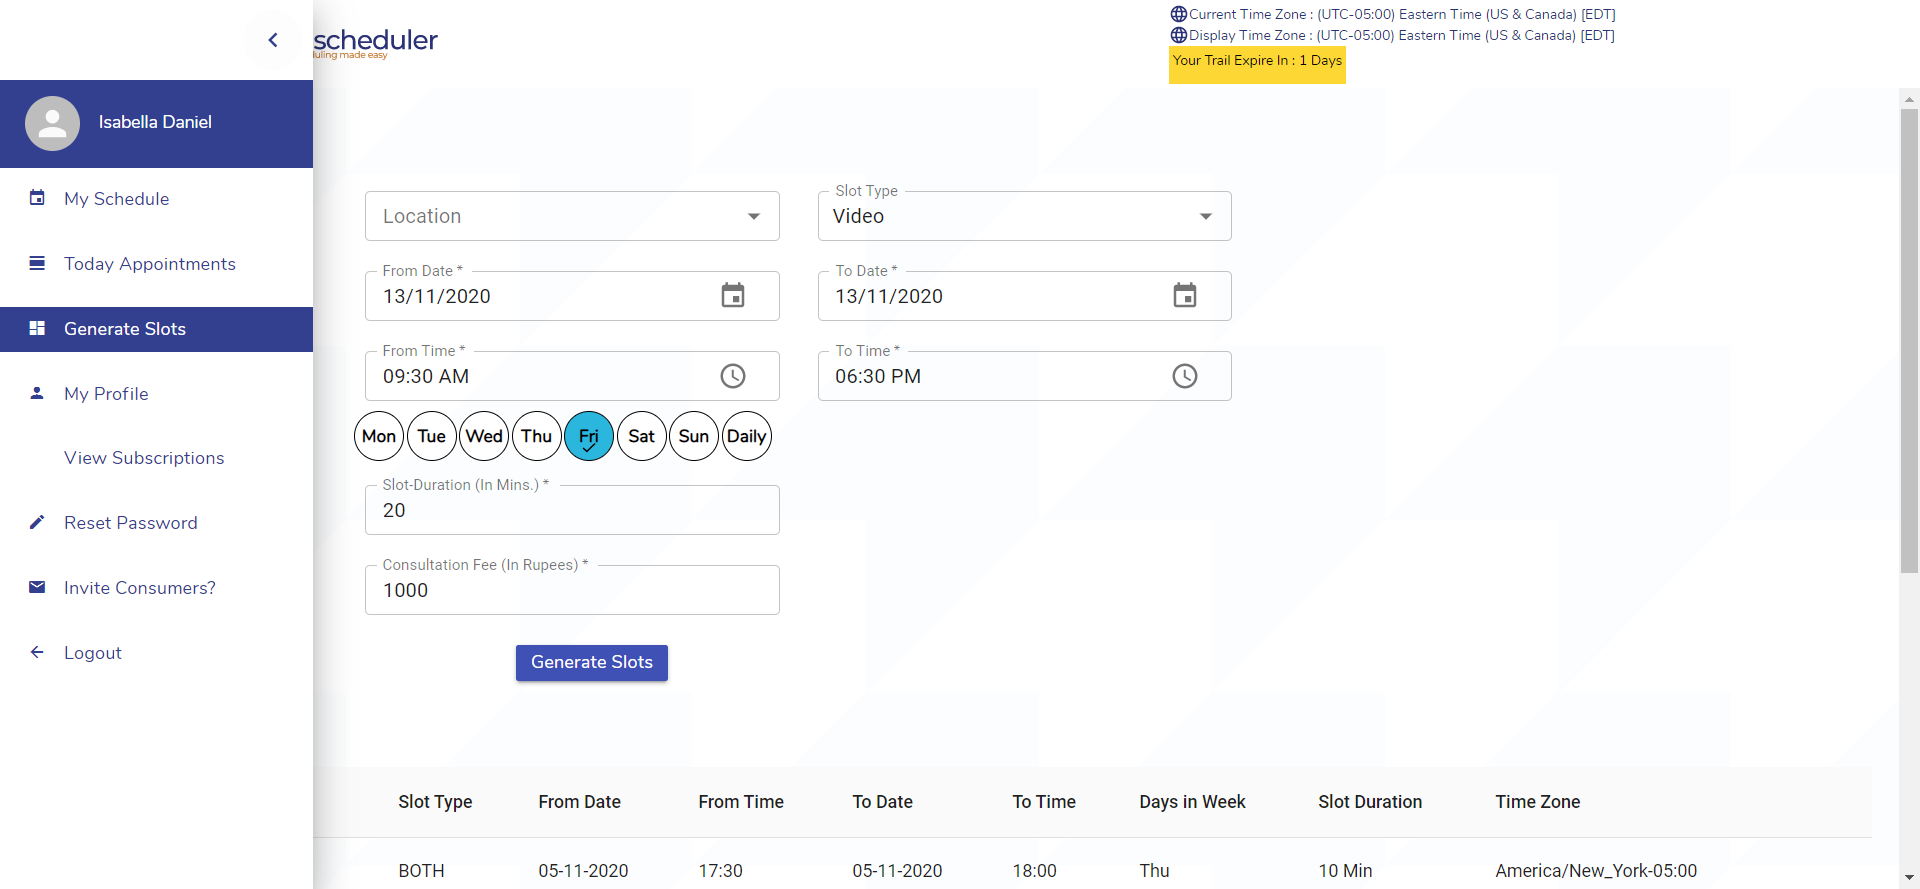 scheduler
duling made easy
Current Time Zone : (UTC-05:00) Eastern Time (US & Canada) [EDT]
Display Time Zone : (UTC-05:00) Eastern Time (US & Canada) [EDT]
Your Trail Expire In : 1 Days
Isabella Daniel
My Schedule
Today Appointments
Generate Slots
My Profile
View Subscriptions
Reset Password
Invite Consumers?
Logout
Location
Slot Type
Video
From Date *
13/11/2020
To Date *
13/11/2020
From Time *
09:30 AM
To Time *
06:30 PM
Mon Tue Wed Thu Fri Sat Sun Daily
Slot-Duration (In Mins.) *
20
Consultation Fee (In Rupees) *
1000
Generate Slots
Slot Type From Date From Time To Date To Time Days in Week Slot Duration Time Zone
BOTH 05-11-2020 17:30 05-11-2020 18:00 Thu 10 Min America/New_York-05:00